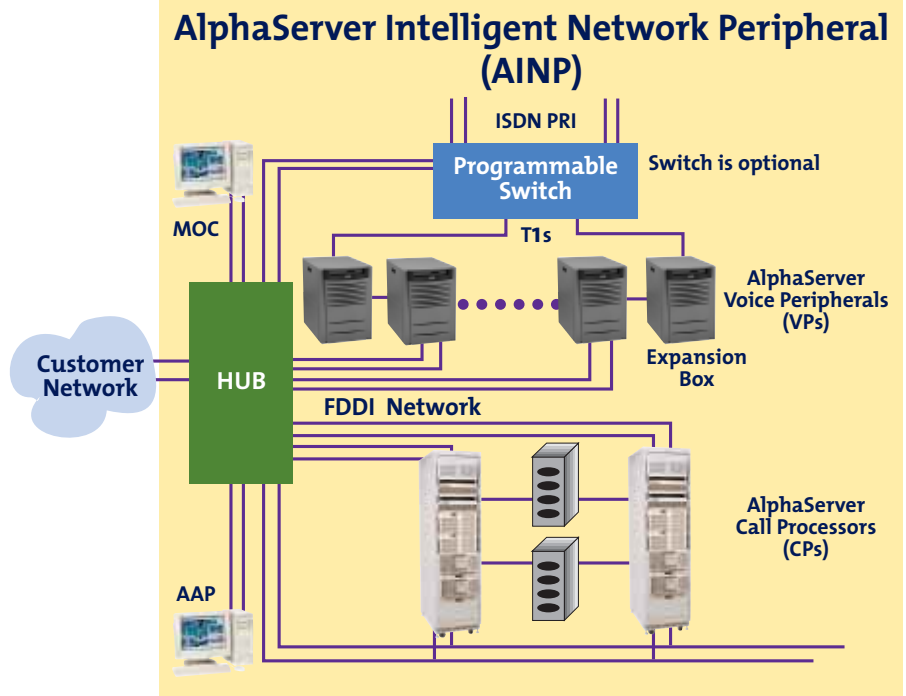 AlphaServer Intelligent Network Peripheral
(AINP)
ISDN PRI
Programmable
Switch
Switch is optional
MOC
T1s
AlphaServer
Voice Peripherals
(VPs)
Expansion
Box
Customer
Network
HUB
FDDI Network
AlphaServer
Call Processors
(CPs)
AAP